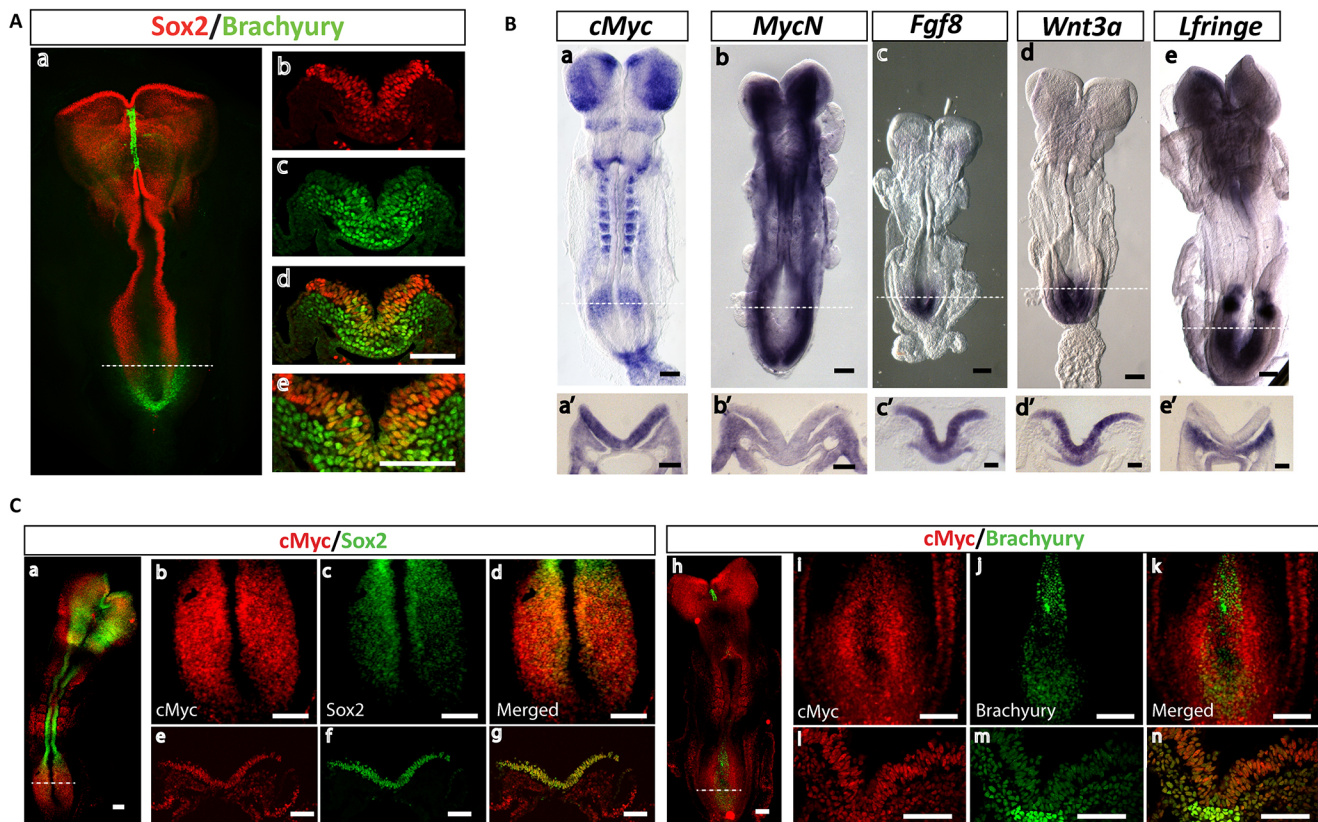 A
Sox2/Brachyury
a
b
c
d
e
B
cMyc
MycN
Fgf8
Wnt3a
Lfringe
a
b
c
d
e
a'
b'
c'
d'
e'
C
cMyc/Sox2
a
b
c
d
cMyc
Sox2
Merged
e
f
g
cMyc/Brachyury
h
i
j
k
cMyc
Brachyury
Merged
l
m
n